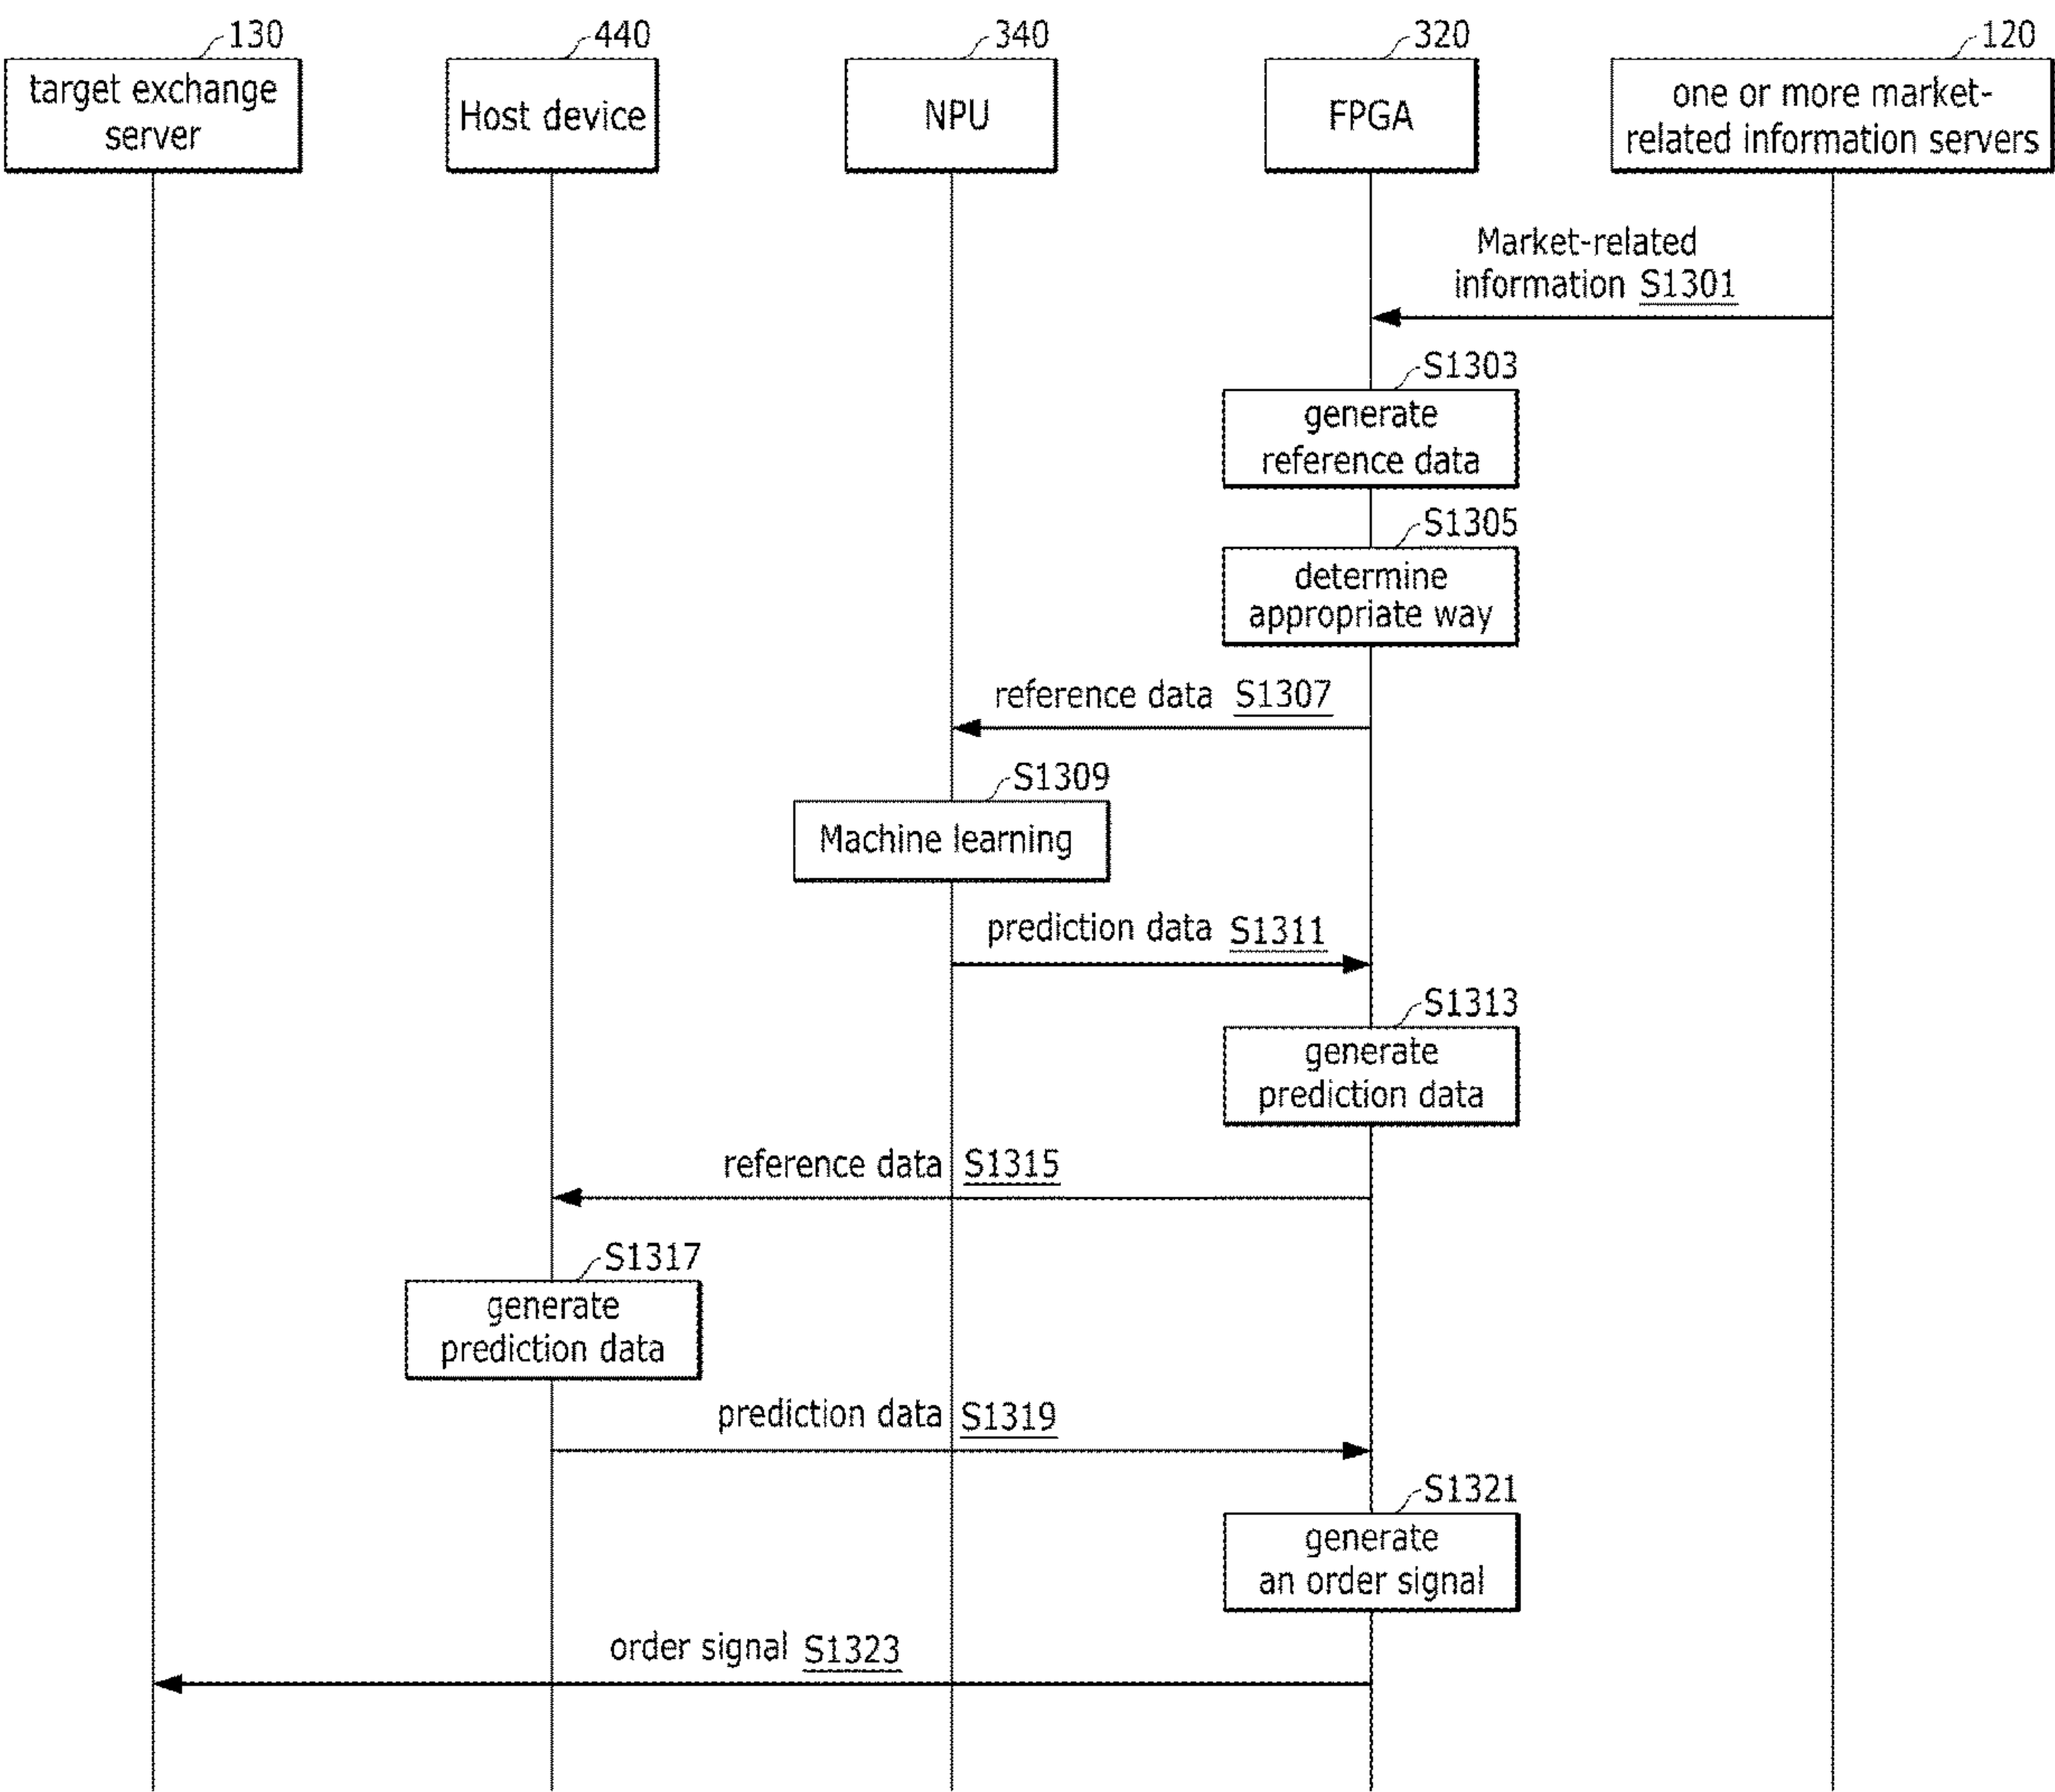 130
440
340
320
120
target exchange
server
Host device
NPU
FPGA
one or more market-
related information servers
Market-related
information S1301
S1303
generate
reference data
S1305
determine
appropriate way
reference data S1307
S1309
Machine learning
prediction data S1311
S1313
generate
prediction data
reference data S1315
S1317
generate
prediction data
prediction data S1319
S1321
generate
an order signal
order signal S1323